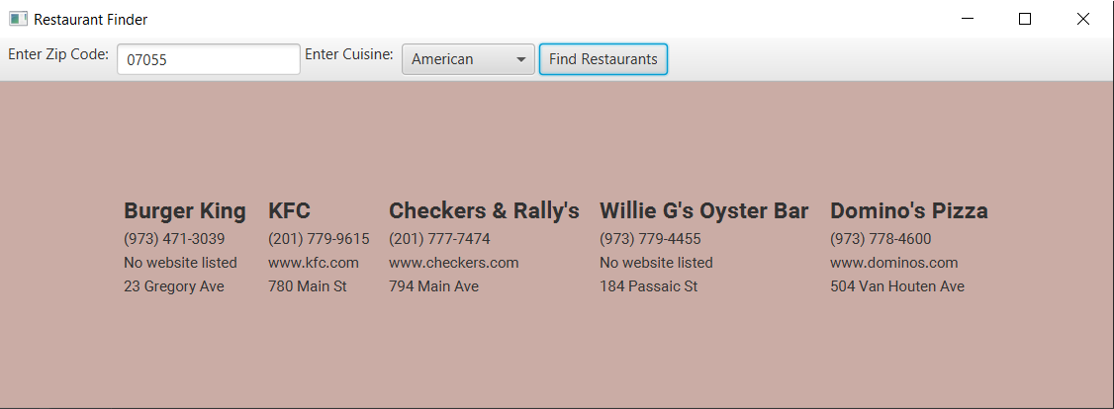 Restaurant Finder
Enter Zip Code: 07055 Enter Cuisine: American Find Restaurants
Burger King KFC Checkers & Rally's Willie G's Oyster Bar Domino's Pizza
(973) 471-3039 (201) 779-9615 (201) 777-7474 (973) 779-4455 (973) 778-4600
No website listed www.kfc.com www.checkers.com No website listed www.dominos.com
23 Gregory Ave 780 Main St 794 Main Ave 184 Passaic St 504 Van Houten Ave